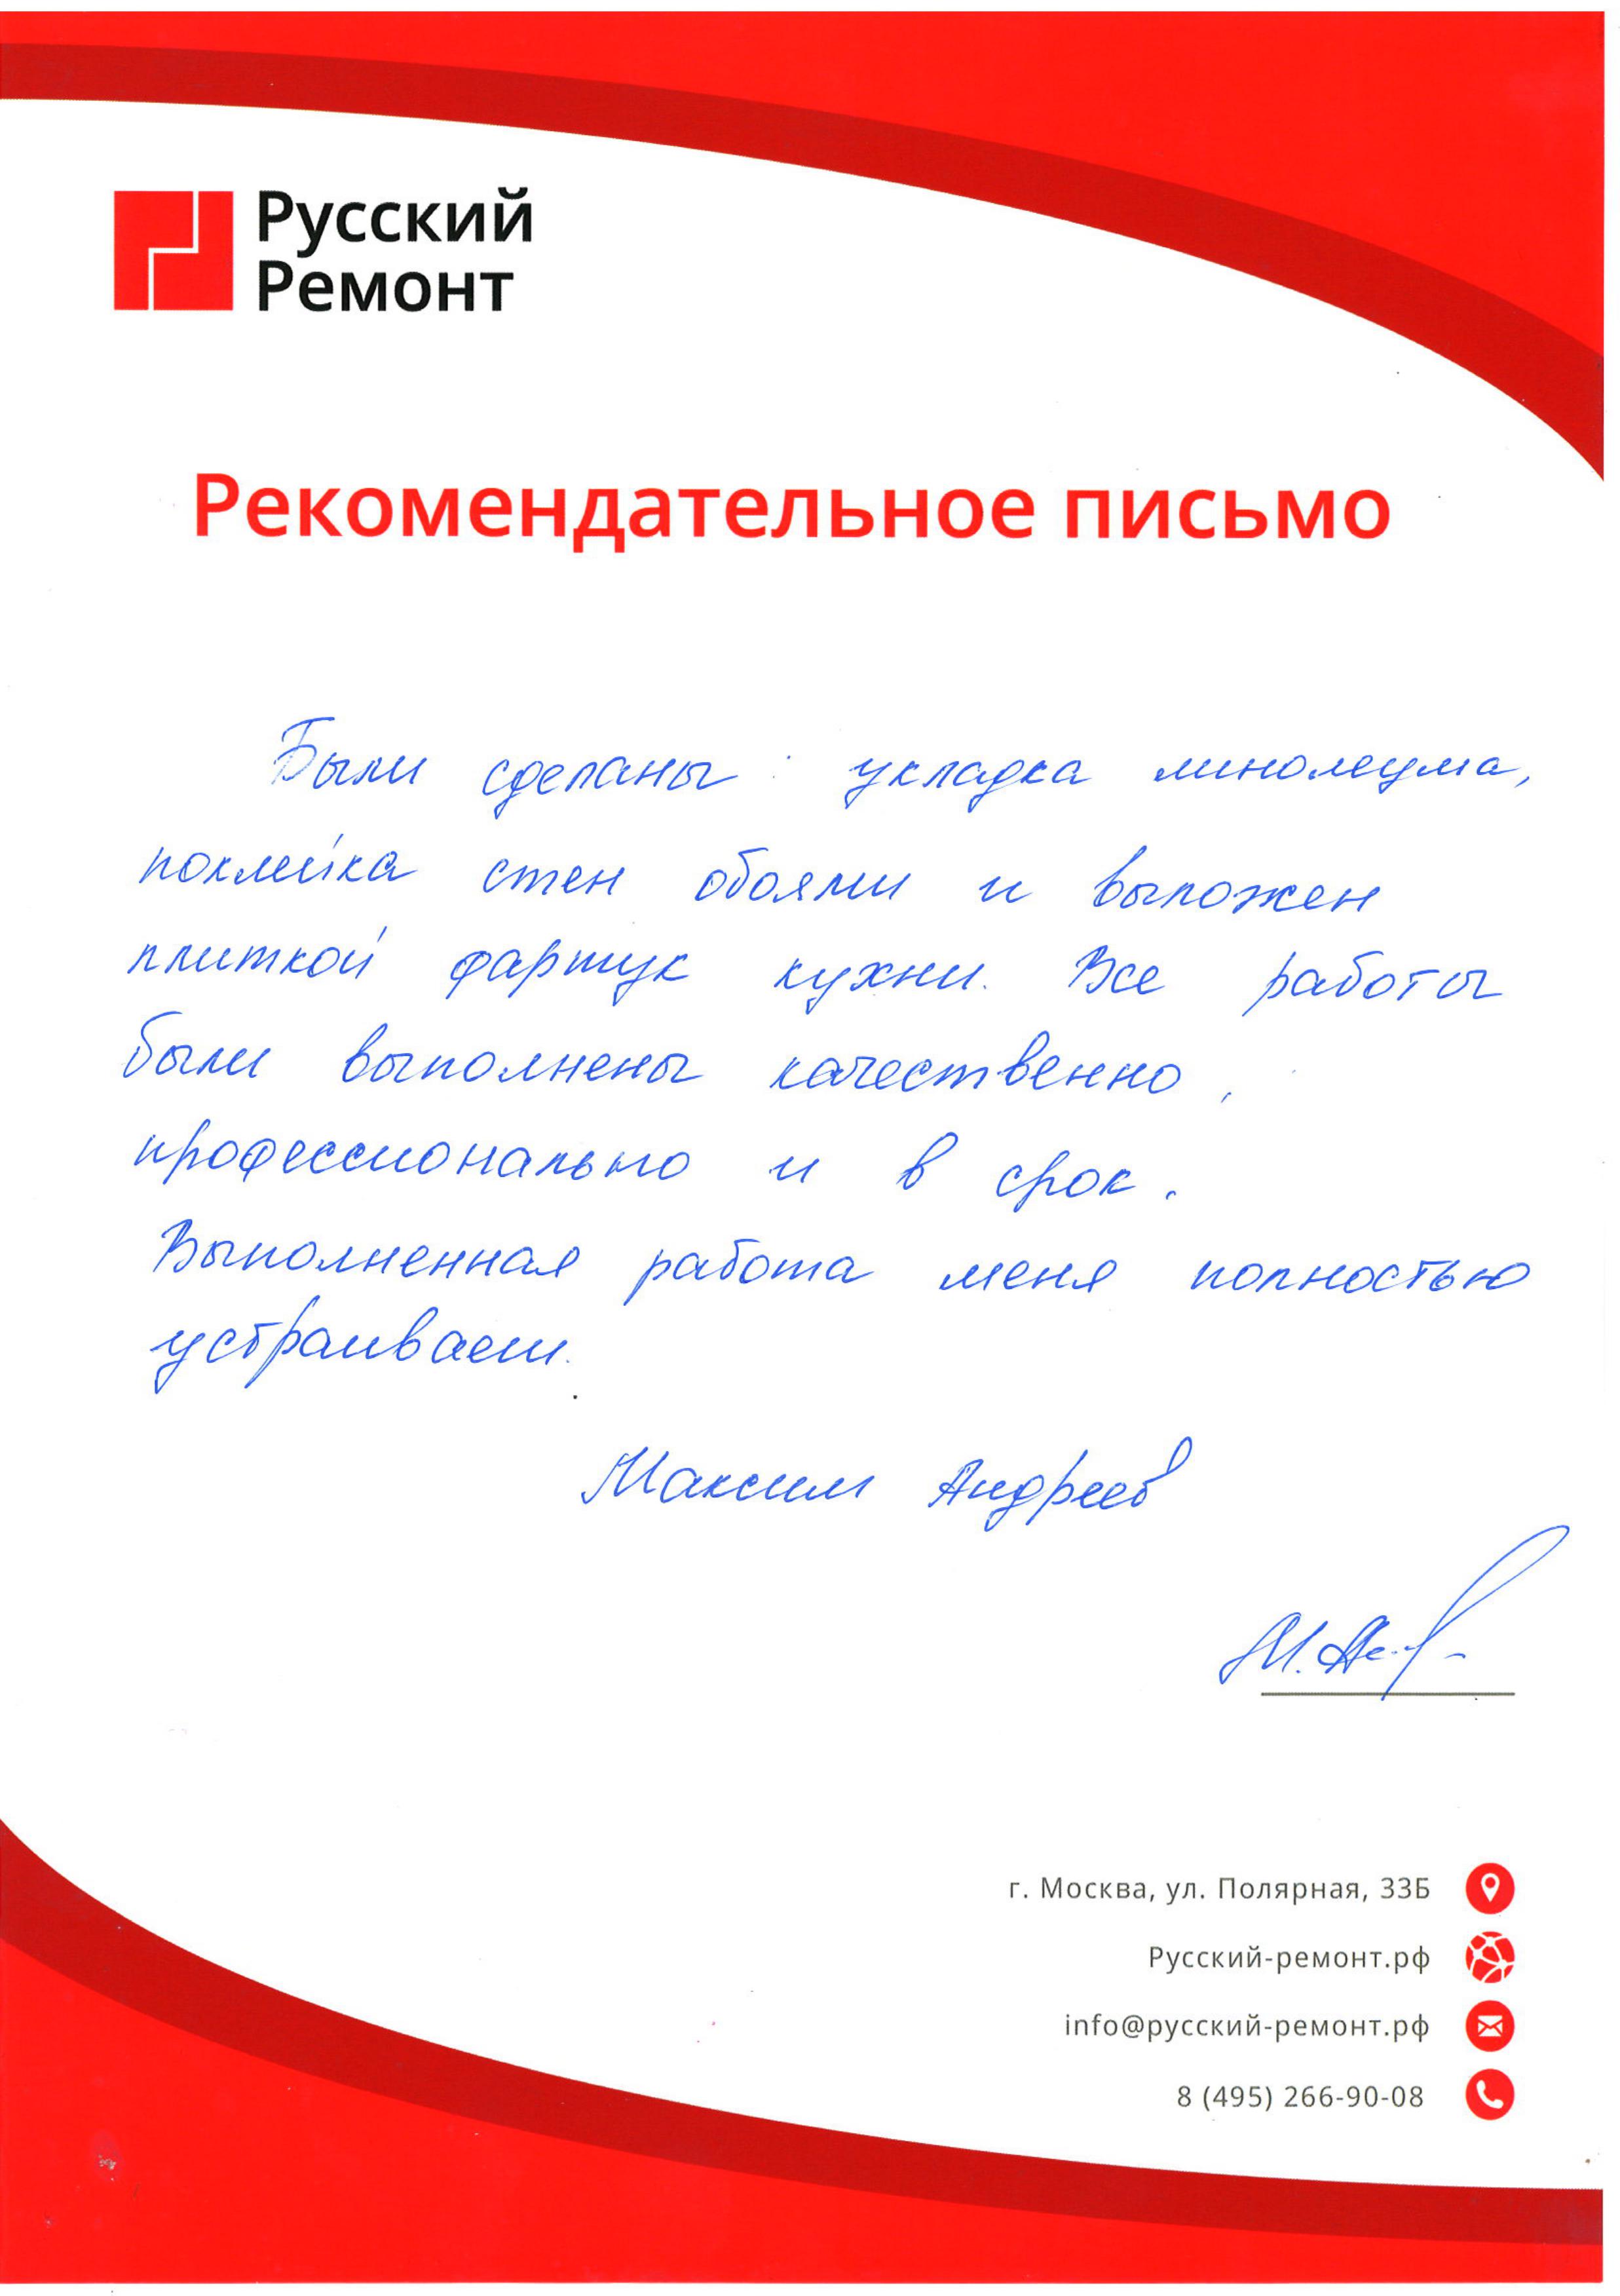 Русский
Ремонт
Рекомендательное письмо
Были сделаны: укладка линолеума,
поклейка стен обоями и выложен
плиткой фартук кухни. Все работы
были выполнены качественно,
профессионально и в срок.
Выполненная работа меня полностью
устраивает.
Максим Андреев
г. Москва, ул. Полярная, 33Б
Русский-ремонт.рф
info@русский-ремонт.рф
8 (495) 266-90-08